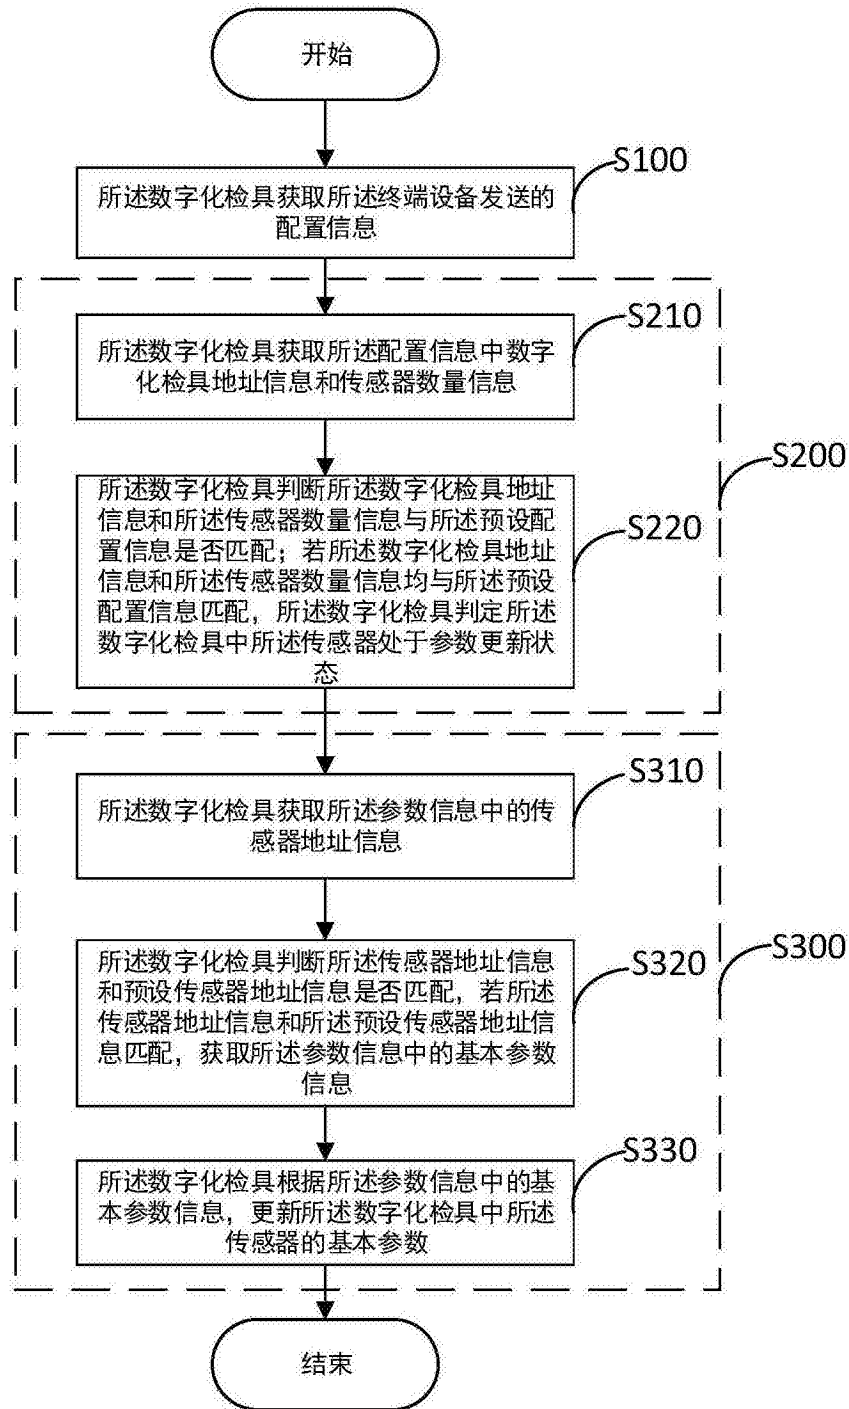 开始
S100
所述数字化检具获取所述终端设备发送的
配置信息
S210
所述数字化检具获取所述配置信息中数字
化检具地址信息和传感器数量信息
S200
所述数字化检具判断所述数字化检具地址
信息和所述传感器数量信息与所述预设配
置信息是否匹配；若所述数字化检具地址
信息和所述传感器数量信息均与所述预设
配置信息匹配，所述数字化检具判定所述
数字化检具中所述传感器处于参数更新状
态
S220
S310
所述数字化检具获取所述参数信息中的传
感器地址信息
S300
所述数字化检具判断所述传感器地址信息
和预设传感器地址信息是否匹配，若所述
传感器地址信息和所述预设传感器地址信
息匹配，获取所述参数信息中的基本参数
信息
S320
S330
所述数字化检具根据所述参数信息中的基
本参数信息，更新所述数字化检具中所述
传感器的基本参数
结束